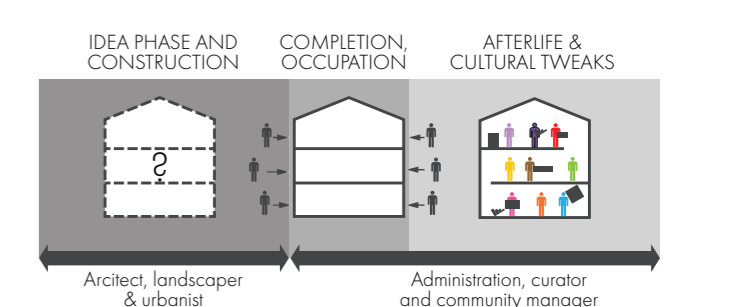 IDEA PHASE AND
CONSTRUCTION
COMPLETION,
OCCUPATION
AFTERLIFE &
CULTURAL TWEAKS
?
Arcitect, landscaper
& urbanist
Administration, curator
and community manager